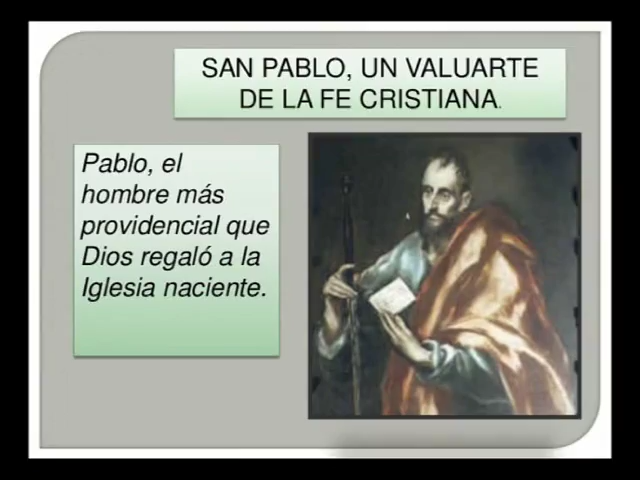 SAN PABLO, UN VALUARTE
DE LA FE CRISTIANA.
Pablo, el
hombre más
providencial que
Dios regaló a la
Iglesia naciente.